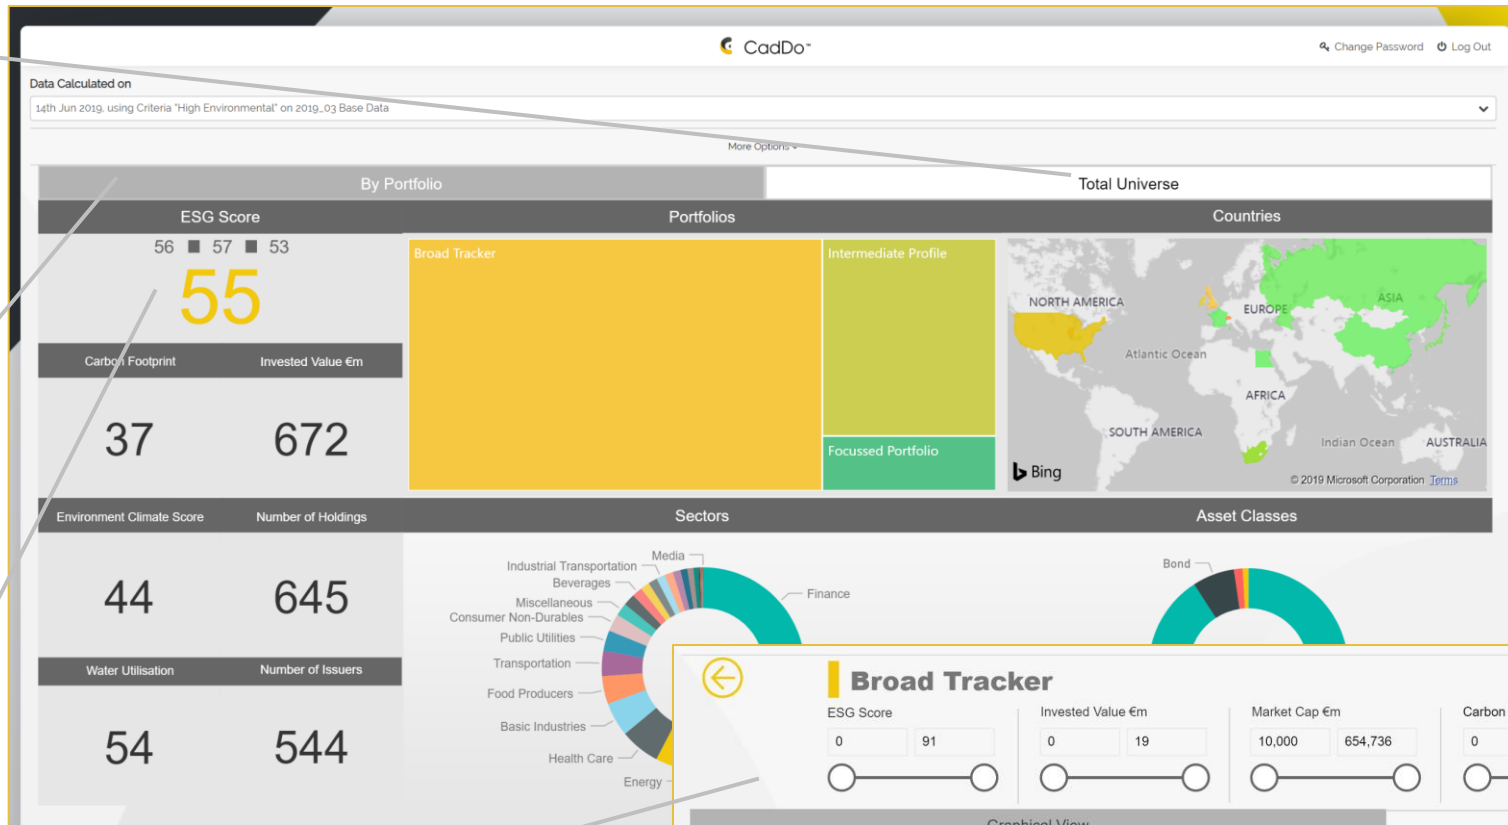 CadDo™
Change Password
Log Out
Data Calculated on
14th Jun 2019, using Criteria "High Environmental" on 2019_03 Base Data
More Options
By Portfolio
Total Universe
ESG Score
Portfolios
Countries
56 57 53
55
Carbon Footprint
Invested Value €m
37
672
Broad Tracker
Intermediate Profile
Focussed Portfolio
NORTH AMERICA
EUROPE
ASIA
Atlantic Ocean
AFRICA
SOUTH AMERICA
Indian Ocean
AUSTRALIA
Bing
© 2019 Microsoft Corporation Terms
Environment Climate Score
Number of Holdings
Sectors
Asset Classes
44
645
Water Utilisation
Number of Issuers
54
544
Media
Industrial Transportation
Beverages
Miscellaneous
Consumer Non-Durables
Public Utilities
Transportation
Food Producers
Basic Industries
Health Care
Energy
Finance
Bond
Broad Tracker
ESG Score
Invested Value €m
Market Cap €m
Carbon
0 91
0 19
10,000 654,736
0
Graphical View